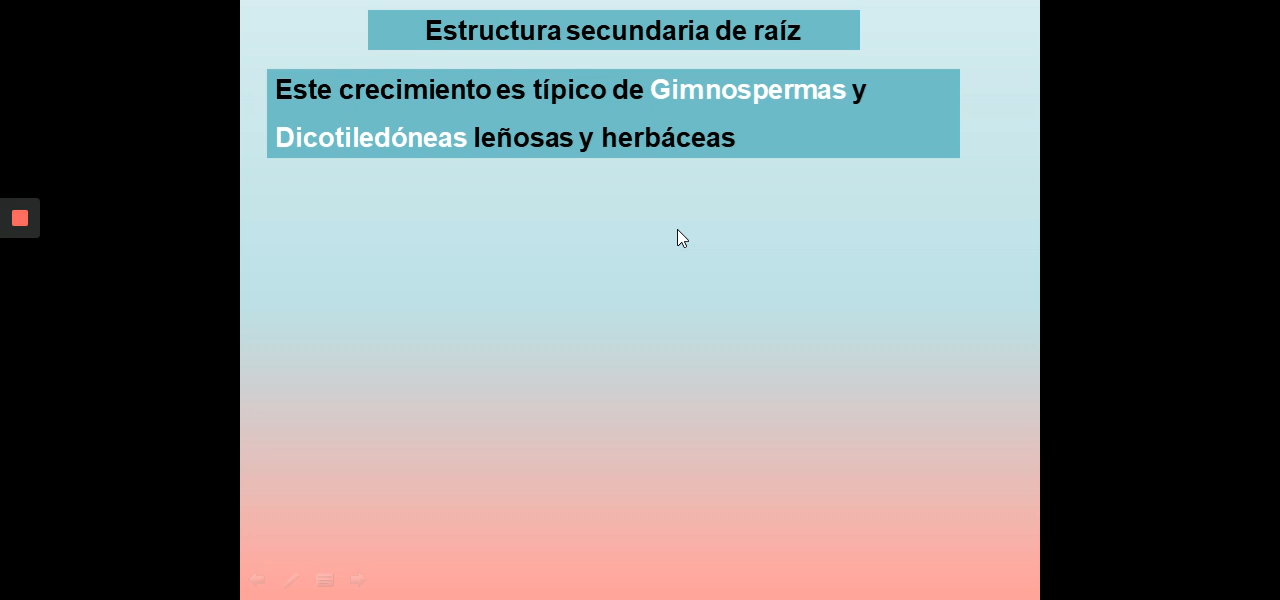 Estructura secundaria de raíz
Este crecimiento es típico de Gimnospermas y
Dicotiledóneas leñosas y herbáceas